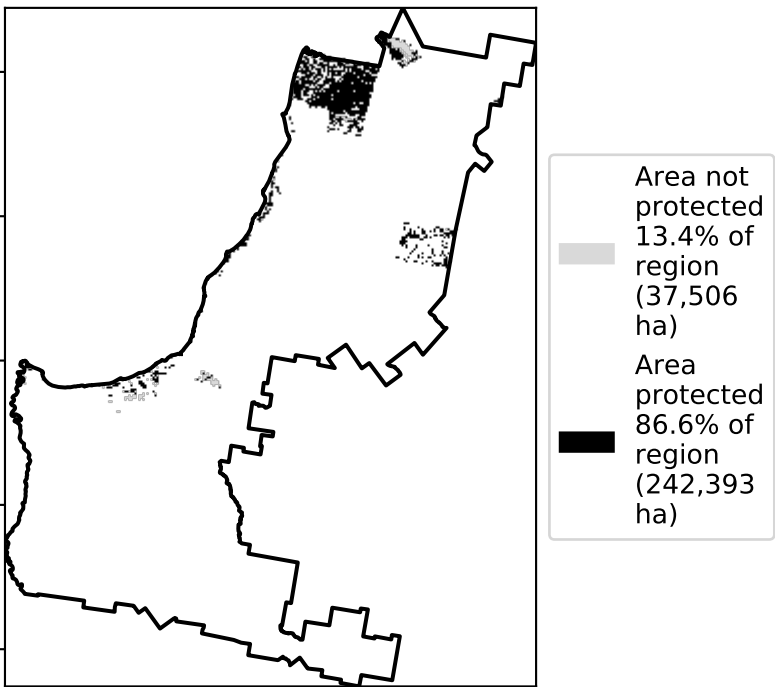 Area not
protected
13.4% of
region
(37,506
ha)
Area
protected
86.6% of
region
(242,393
ha)